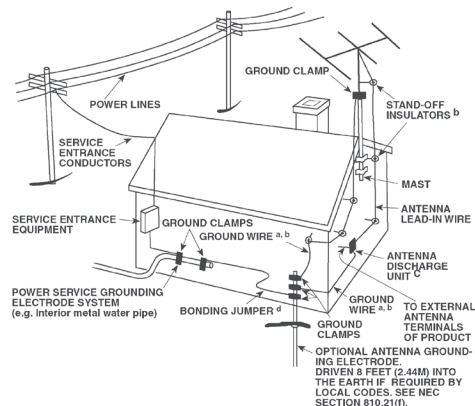 GROUND CLAMP
POWER LINES
STAND-OFF
INSULATORS b
SERVICE
ENTRANCE
CONDUCTORS
MAST
ANTENNA
LEAD-IN WIRE
SERVICE ENTRANCE
EQUIPMENT
GROUND CLAMPS
GROUND WIRE a, b
ANTENNA
DISCHARGE
UNIT C
POWER SERVICE GROUNDING
ELECTRODE SYSTEM
(e.g. Interior metal water pipe)
BONDING JUMPER d
GROUND
WIRE a, b
GROUND
CLAMPS
TO EXTERNAL
ANTENNA
TERMINALS
OF PRODUCT
OPTIONAL ANTENNA GROUND-
ING ELECTRODE.
DRIVEN 8 FEET (2.44M) INTO
THE EARTH IF REQUIRED BY
LOCAL CODES. SEE NEC
SECTION 810.21(f).